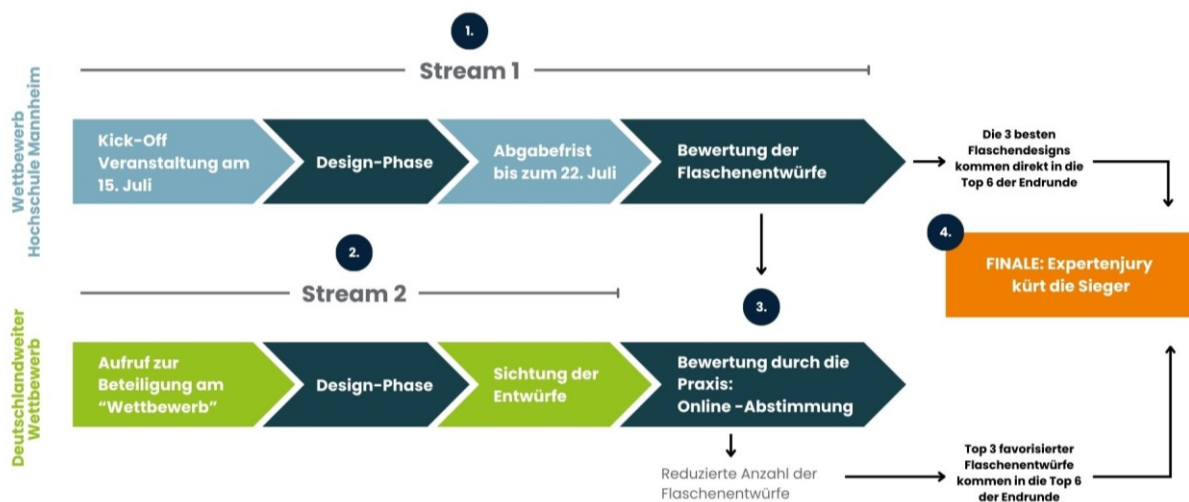 1.
Stream 1
Wettbewerb
Hochschule Mannheim
Kick-Off
Veranstaltung am
15. Juli
Design-Phase
Abgabefrist
bis zum 22. Juli
Bewertung der
Flaschenentwürfe
Die 3 besten
Flaschendesigns
kommen direkt in die
Top 6 der Endrunde
2.
Stream 2
3.
4.
FINALE: Expertenjury
kürt die Sieger
Deutschlandweiter
Wettbewerb
Aufruf zur
Beteiligung am
“Wettbewerb”
Design-Phase
Sichtung der
Entwürfe
Bewertung durch die
Praxis:
Online -Abstimmung
Reduzierte Anzahl der
Flaschenentwürfe
Top 3 favorisierter
Flaschenentwürfe
kommen in die Top 6
der Endrunde